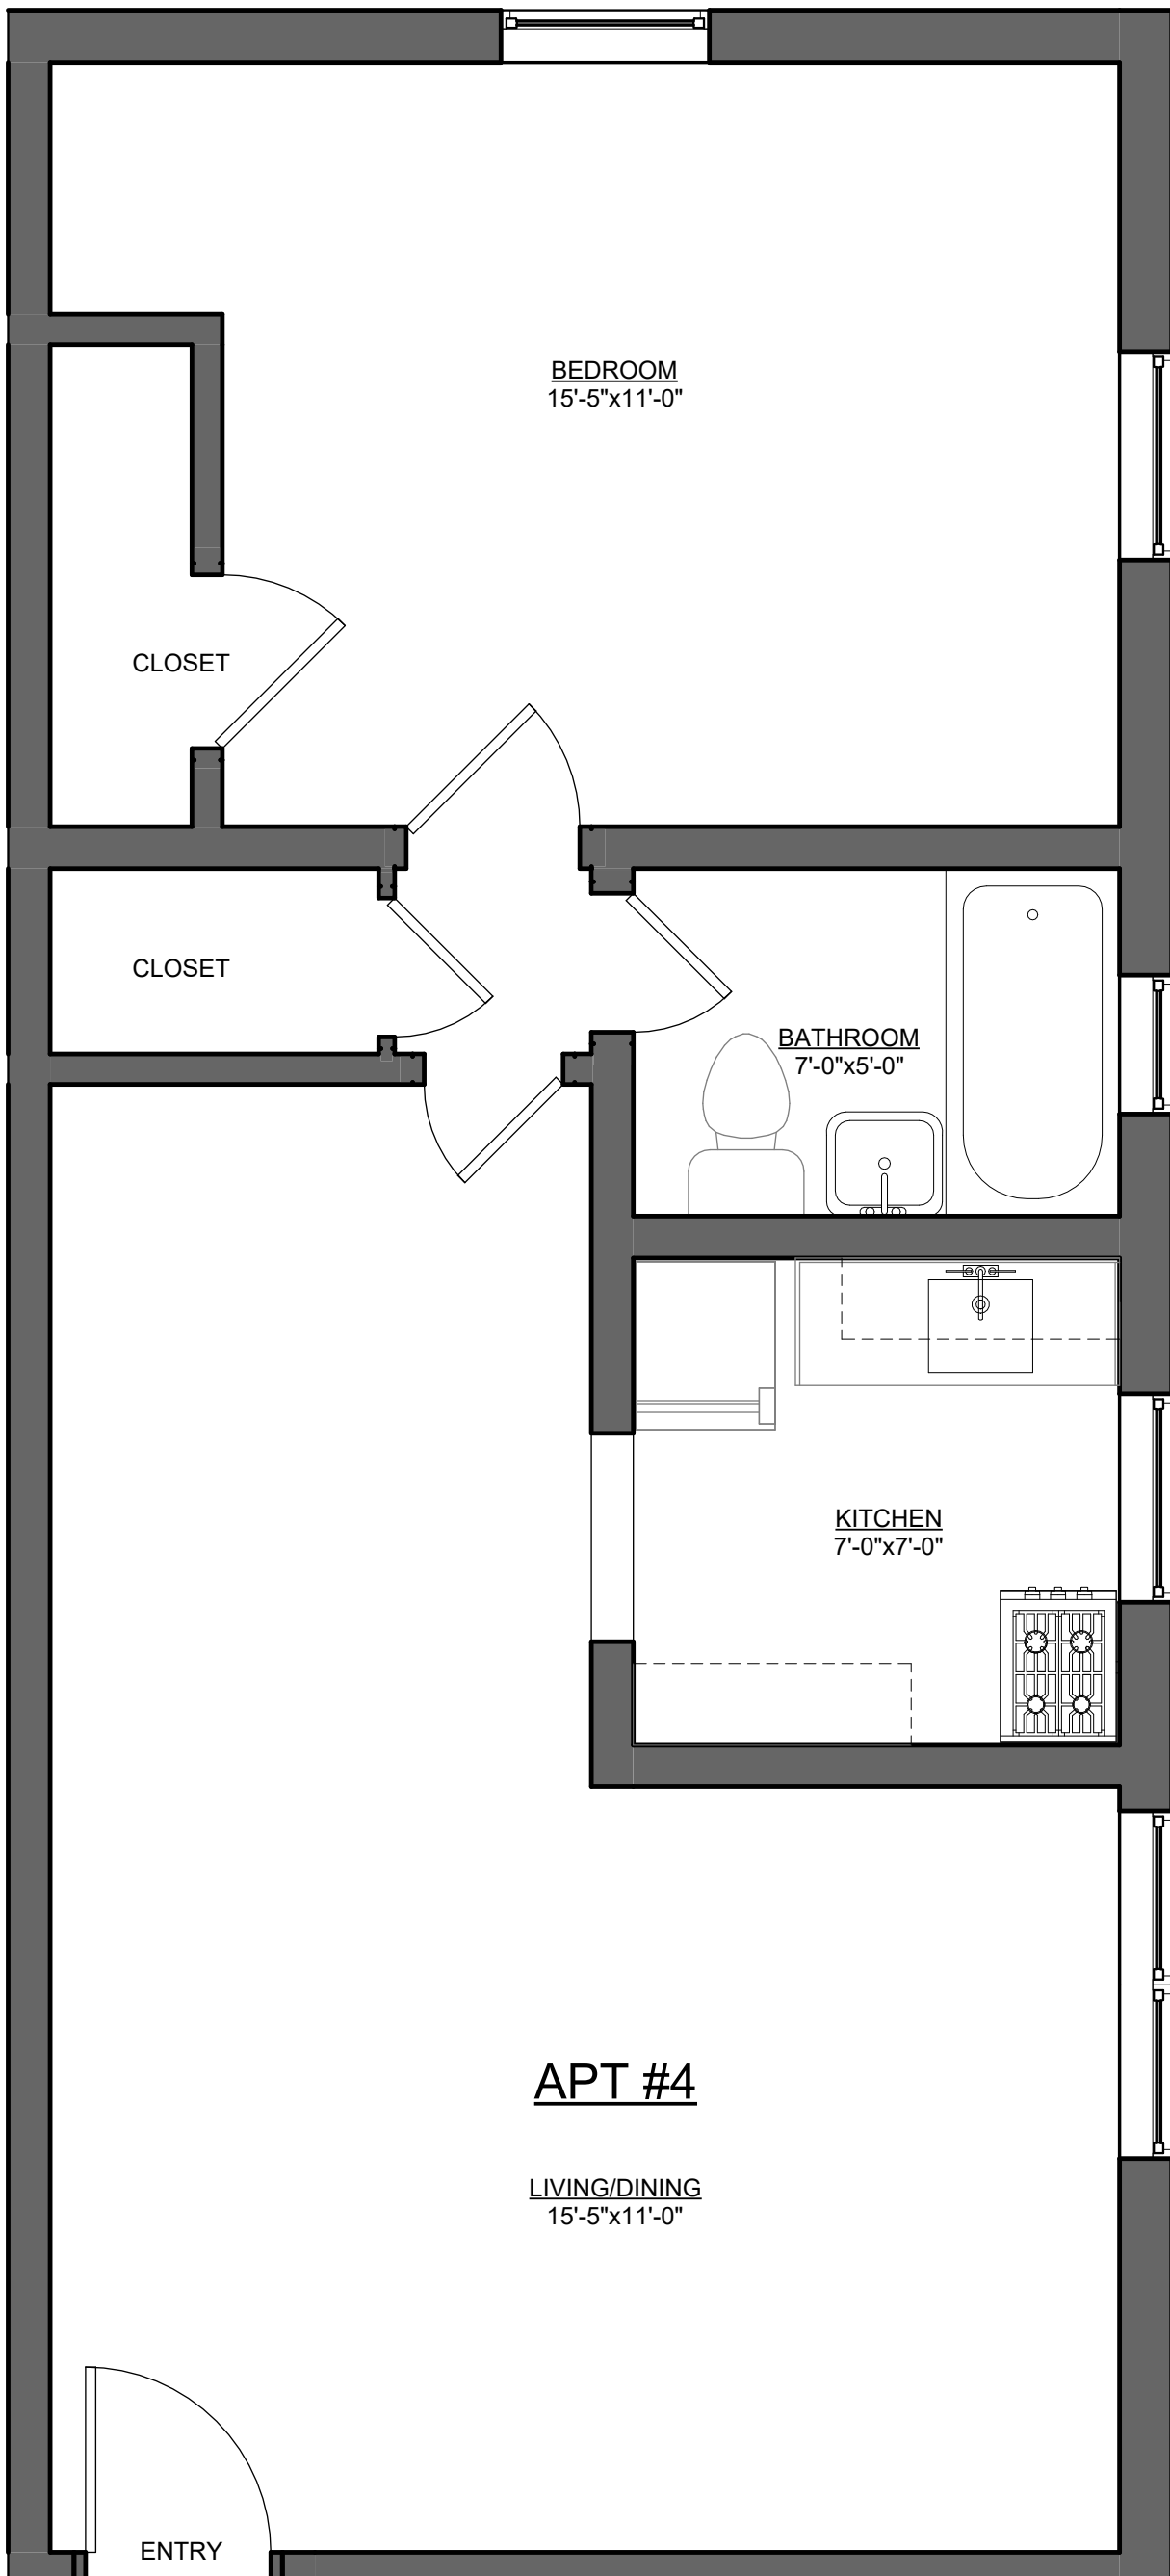 BEDROOM
15'-5"x11'-0"
CLOSET
CLOSET
BATHROOM
7'-0"x5'-0"
KITCHEN
7'-0"x7'-0"
APT #4
LIVING/DINING
15'-5"x11'-0"
ENTRY